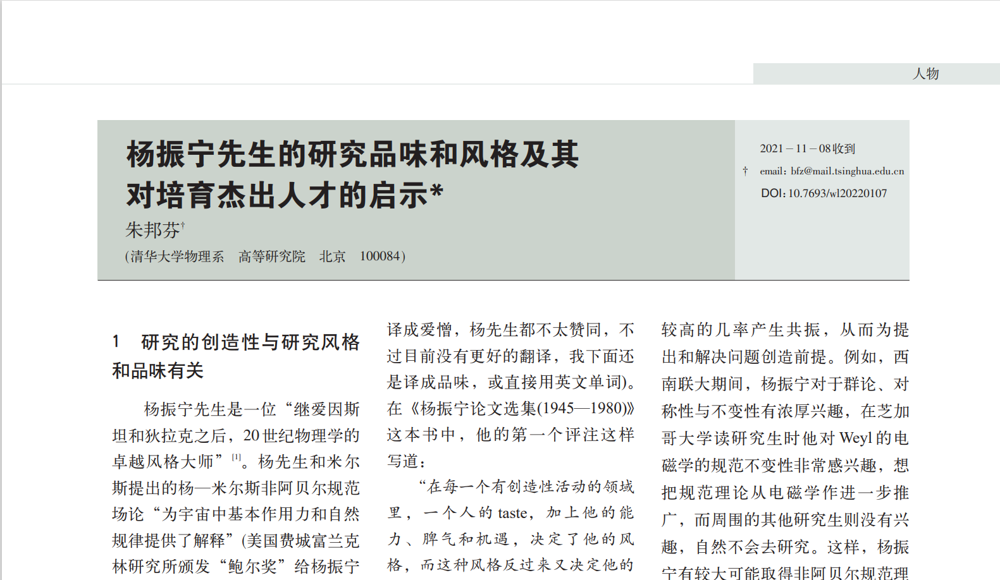 人物
杨振宁先生的研究品味和风格及其
对培育杰出人才的启示*
朱邦芬†
(清华大学物理系 高等研究院 北京 100084)
2021-11-08收到
† email: bfz@mail.tsinghua.edu.cn
DOI:10.7693/wl20220107
1 研究的创造性与研究风格
和品味有关
杨振宁先生是一位“继爱因斯
坦和狄拉克之后，20世纪物理学的
卓越风格大师”[1]。杨先生和米尔
斯提出的杨—米尔斯非阿贝尔规范
场论“为宇宙中基本作用力和自然
规律提供了解释”(美国费城富兰克
林研究所颁发“鲍尔奖”给杨振宁
译成爱憎，杨先生都不太赞同，不
过目前没有更好的翻译，我下面还
是译成品味，或直接用英文单词)。
在《杨振宁论文选集(1945—1980)》
这本书中，他的第一个评注这样
写道：
“在每一个有创造性活动的领域
里，一个人的taste，加上他的能
力、脾气和机遇，决定了他的风
格，而这种风格反过来又决定他的
较高的几率产生共振，从而为提
出和解决问题创造前提。例如，西
南联大期间，杨振宁对于群论、对
称性与不变性有浓厚兴趣，在芝加
哥大学读研究生时他对Weyl的电
磁学的规范不变性非常感兴趣，想
把规范理论从电磁学作进一步推
广，而周围的其他研究生则没有兴
趣，自然不会去研究。这样，杨振
宁有较大可能取得非阿贝尔规范理